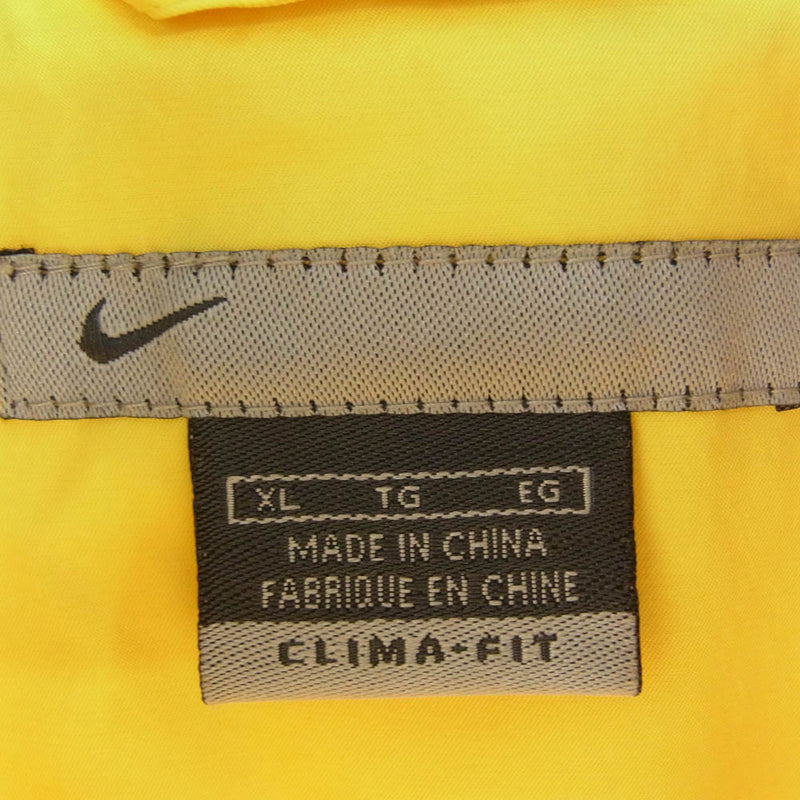 XL TG EG
MADE IN CHINA
FABRIQUE EN CHINE
CLIMA-FIT